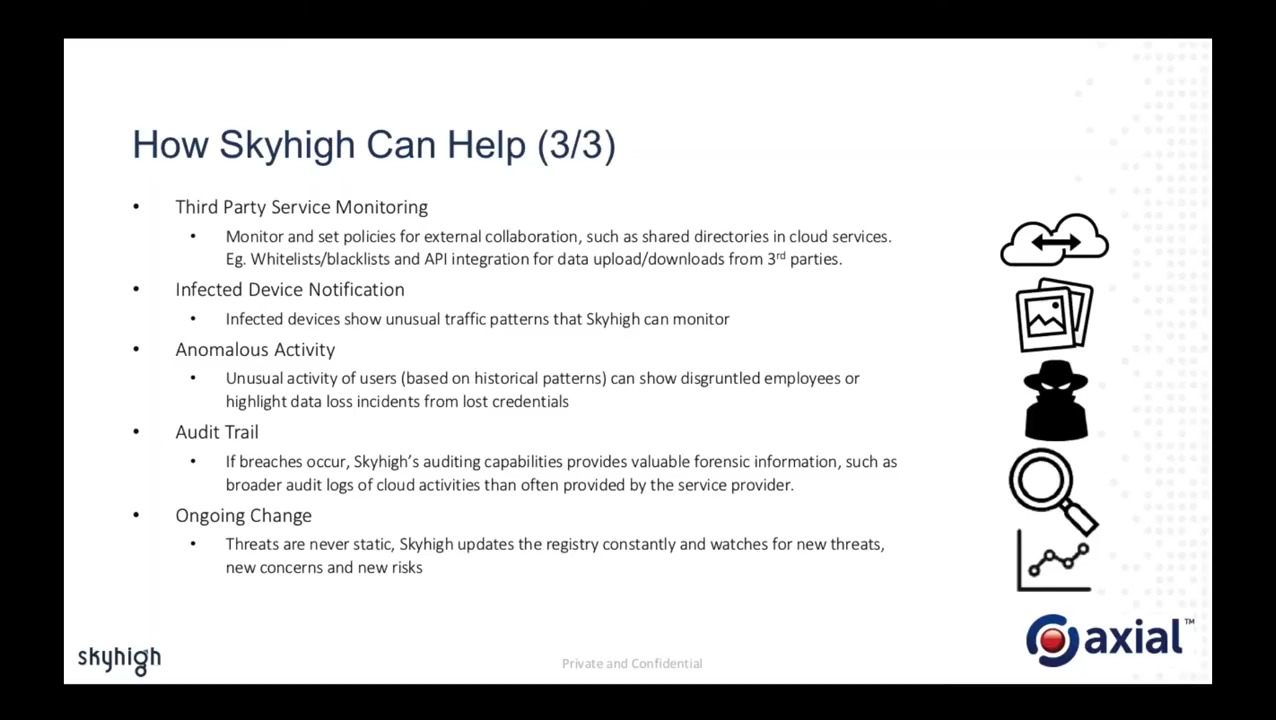 How Skyhigh Can Help (3/3)
• Third Party Service Monitoring
• Monitor and set policies for external collaboration, such as shared directories in cloud services.
Eg. Whitelists/blacklists and API integration for data upload/downloads from 3rd parties.
• Infected Device Notification
• Infected devices show unusual traffic patterns that Skyhigh can monitor
• Anomalous Activity
• Unusual activity of users (based on historical patterns) can show disgruntled employees or
highlight data loss incidents from lost credentials
• Audit Trail
• If breaches occur, Skyhigh’s auditing capabilities provides valuable forensic information, such as
broader audit logs of cloud activities than often provided by the service provider.
• Ongoing Change
• Threats are never static, Skyhigh updates the registry constantly and watches for new threats,
new concerns and new risks
skyhigh
Private and Confidential
axial™